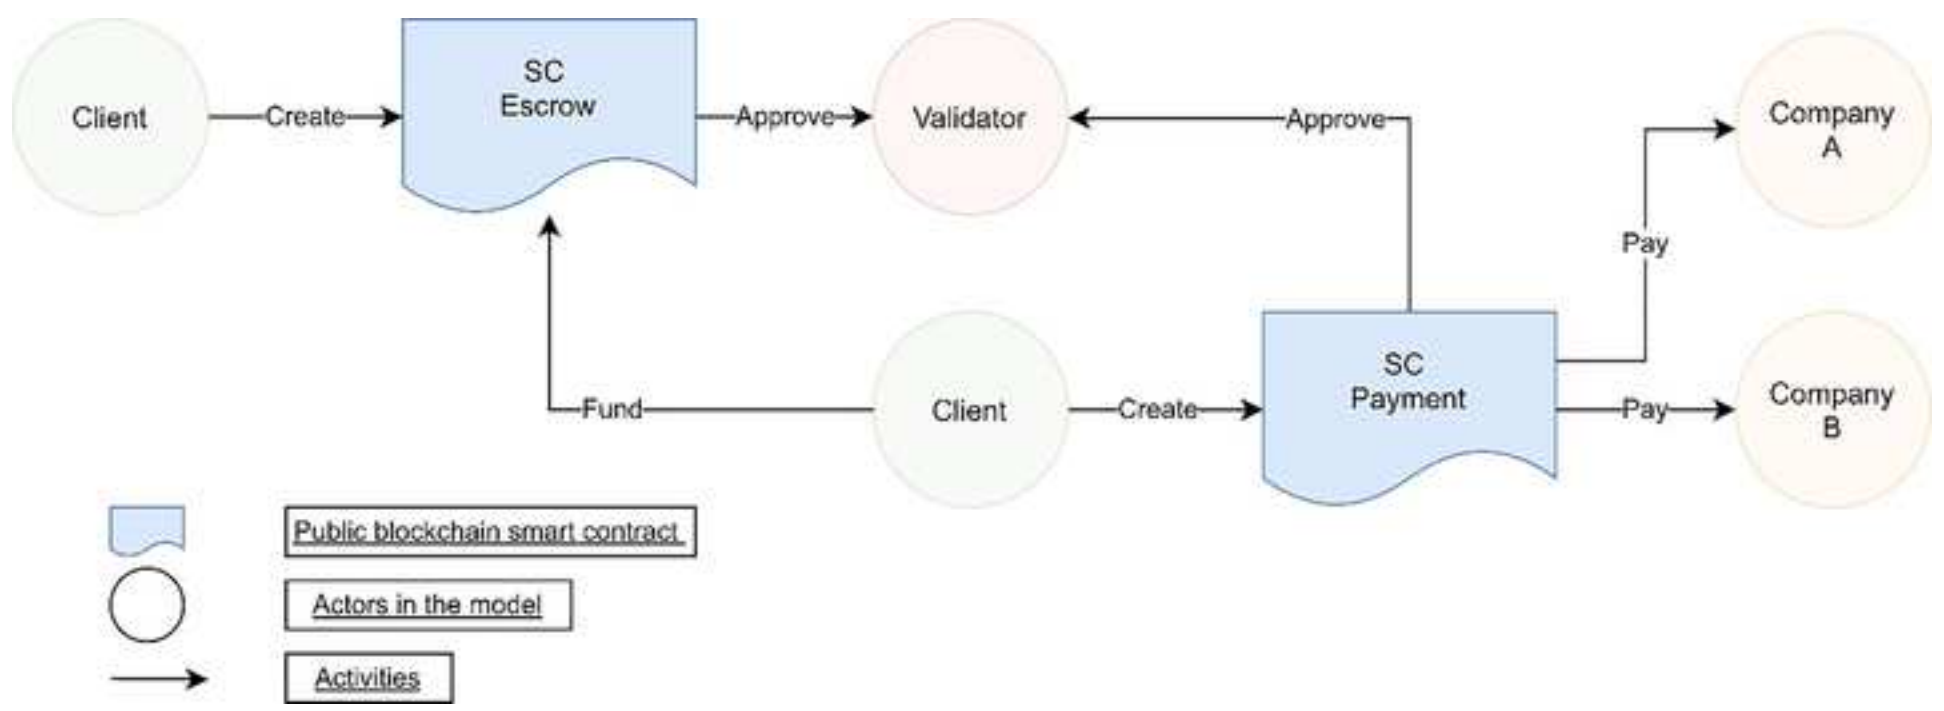 Client
Create
SC
Escrow
Approve
Validator
Approve
Company
A
Pay
Fund
Client
Create
SC
Payment
Pay
Company
B
Public blockchain smart contract
Actors in the model
Activities